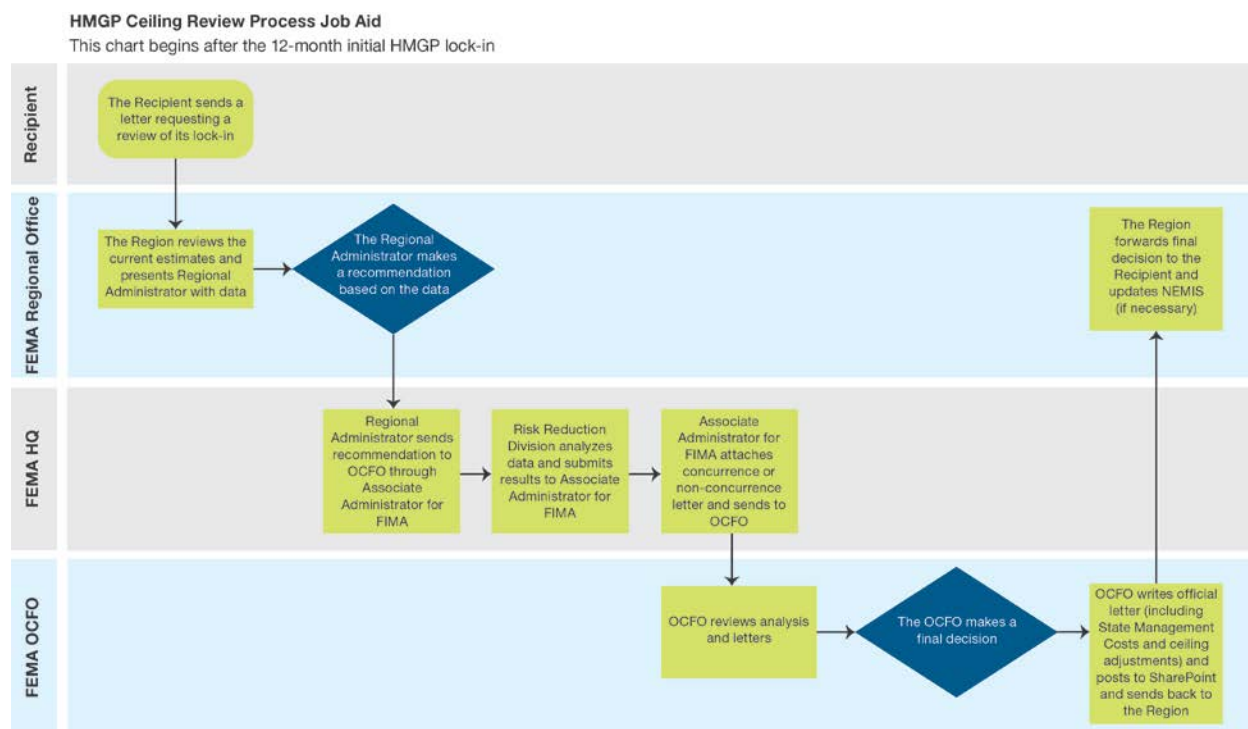 HMGP Ceiling Review Process Job Aid
This chart begins after the 12-month initial HMGP lock-in
Recipient
The Recipient sends a
letter requesting a
review of its lock-in
FEMA Regional Office
The Region reviews the
current estimates and
presents Regional
Administrator with data
The Regional
Administrator makes
a recommendation
based on the data
The Region
forwards final
decision to the
Recipient and
updates NEMIS
(if necessary)
FEMA HQ
Regional
Administrator sends
recommendation to
OCFO through
Associate
Administrator for
FIMA
Risk Reduction
Division analyzes
data and submits
results to Associate
Administrator for
FIMA
Associate
Administrator for
FIMA attaches
concurrence or
non-concurrence
letter and sends to
OCFO
FEMA OCFO
OCFO reviews analysis
and letters
The OCFO makes a
final decision
OCFO writes official
letter (including
State Management
Costs and ceiling
adjustments) and
posts to SharePoint
and sends back to
the Region